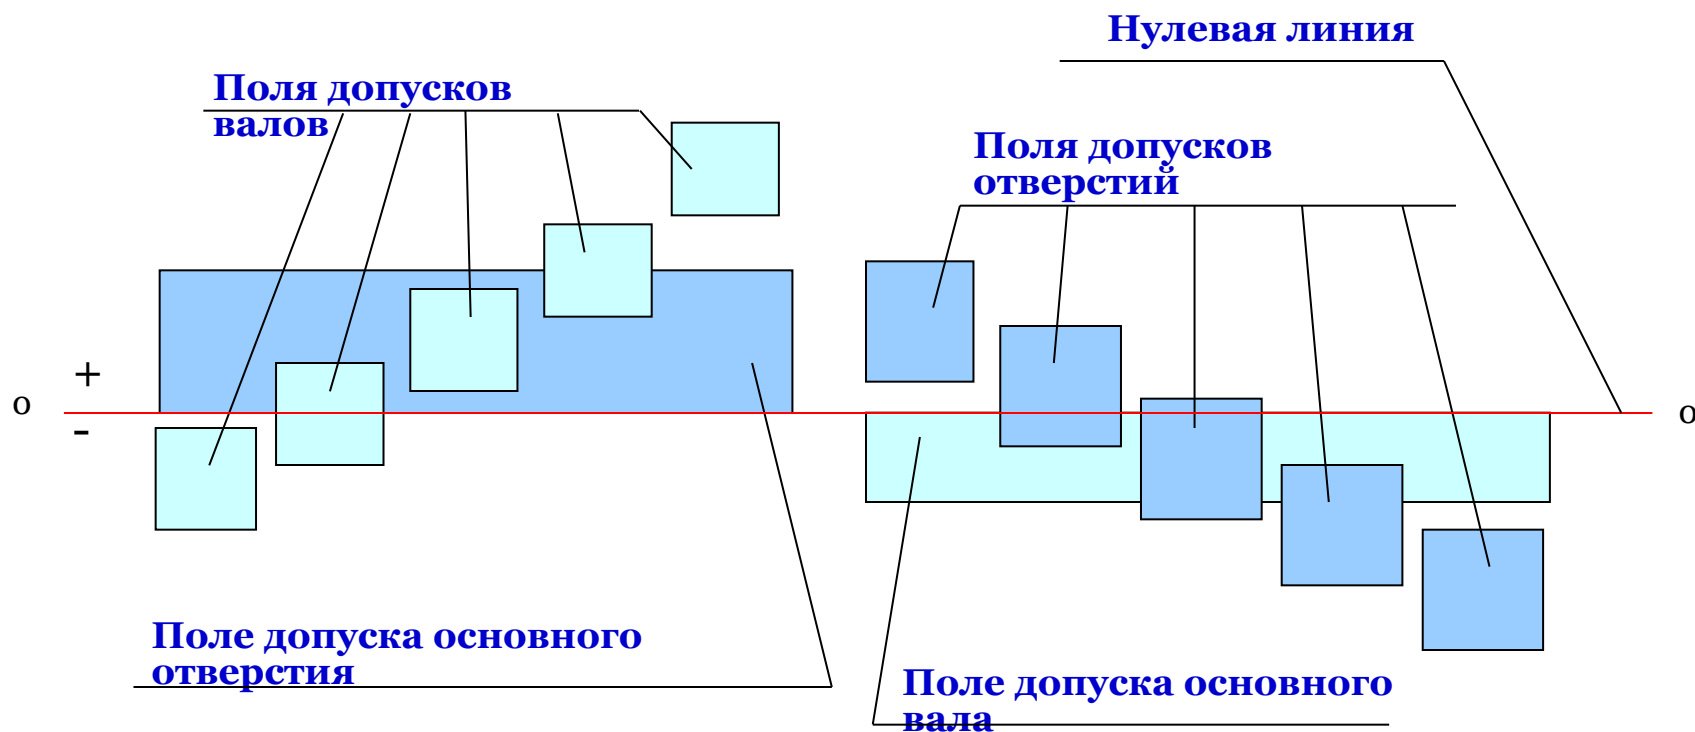 Нулевая линия
Поля допусков
валов
Поля допусков
отверстий
+
о
-
о
Поле допуска основного
отверстия
Поле допуска основного
вала